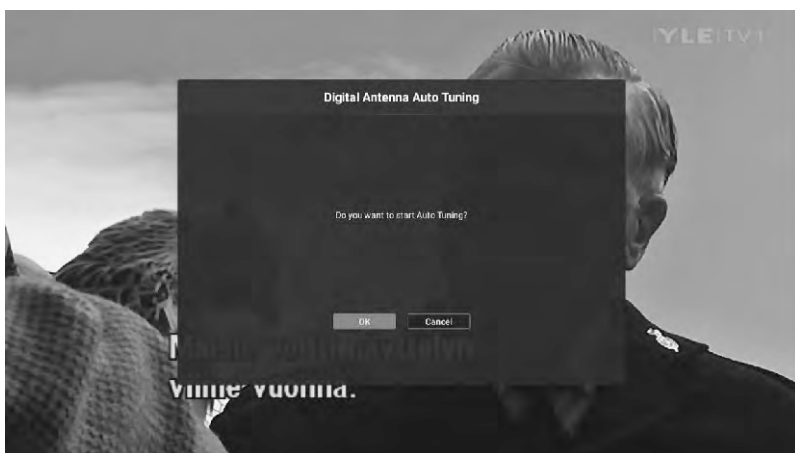 YLE TV1
Digital Antenna Auto Tuning
Do you want to start Auto Tuning?
OK
Cancel
viime vuonna.